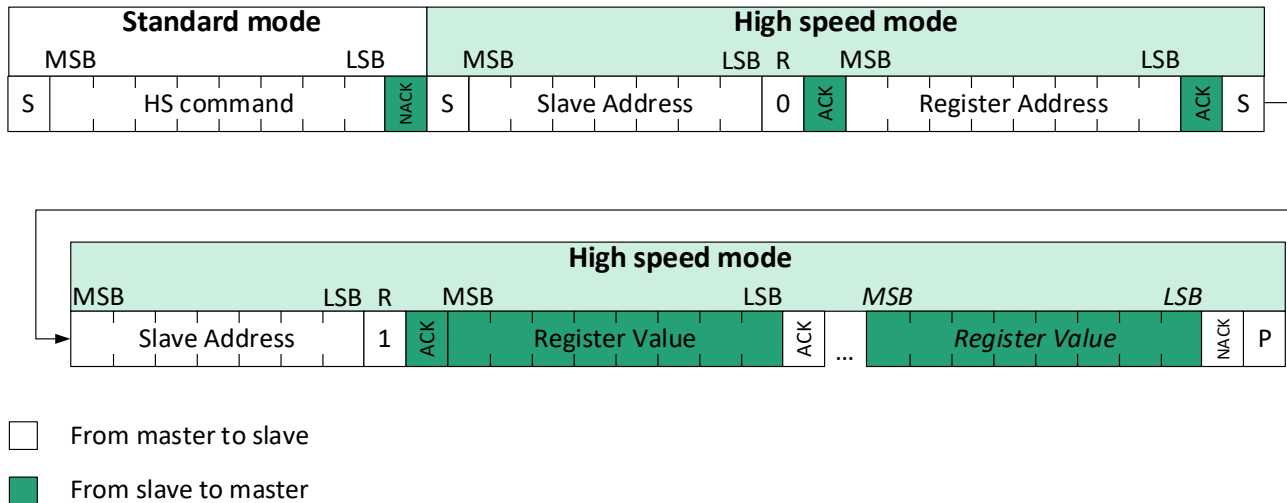 Standard mode High speed mode
MSB LSB MSB LSB R MSB LSB
S HS command NACK S Slave Address 0 ACK Register Address ACK S
High speed mode
MSB LSB R MSB LSB MSB LSB
Slave Address 1 ACK Register Value ACK ... Register Value NACK P
From master to slave
From slave to master